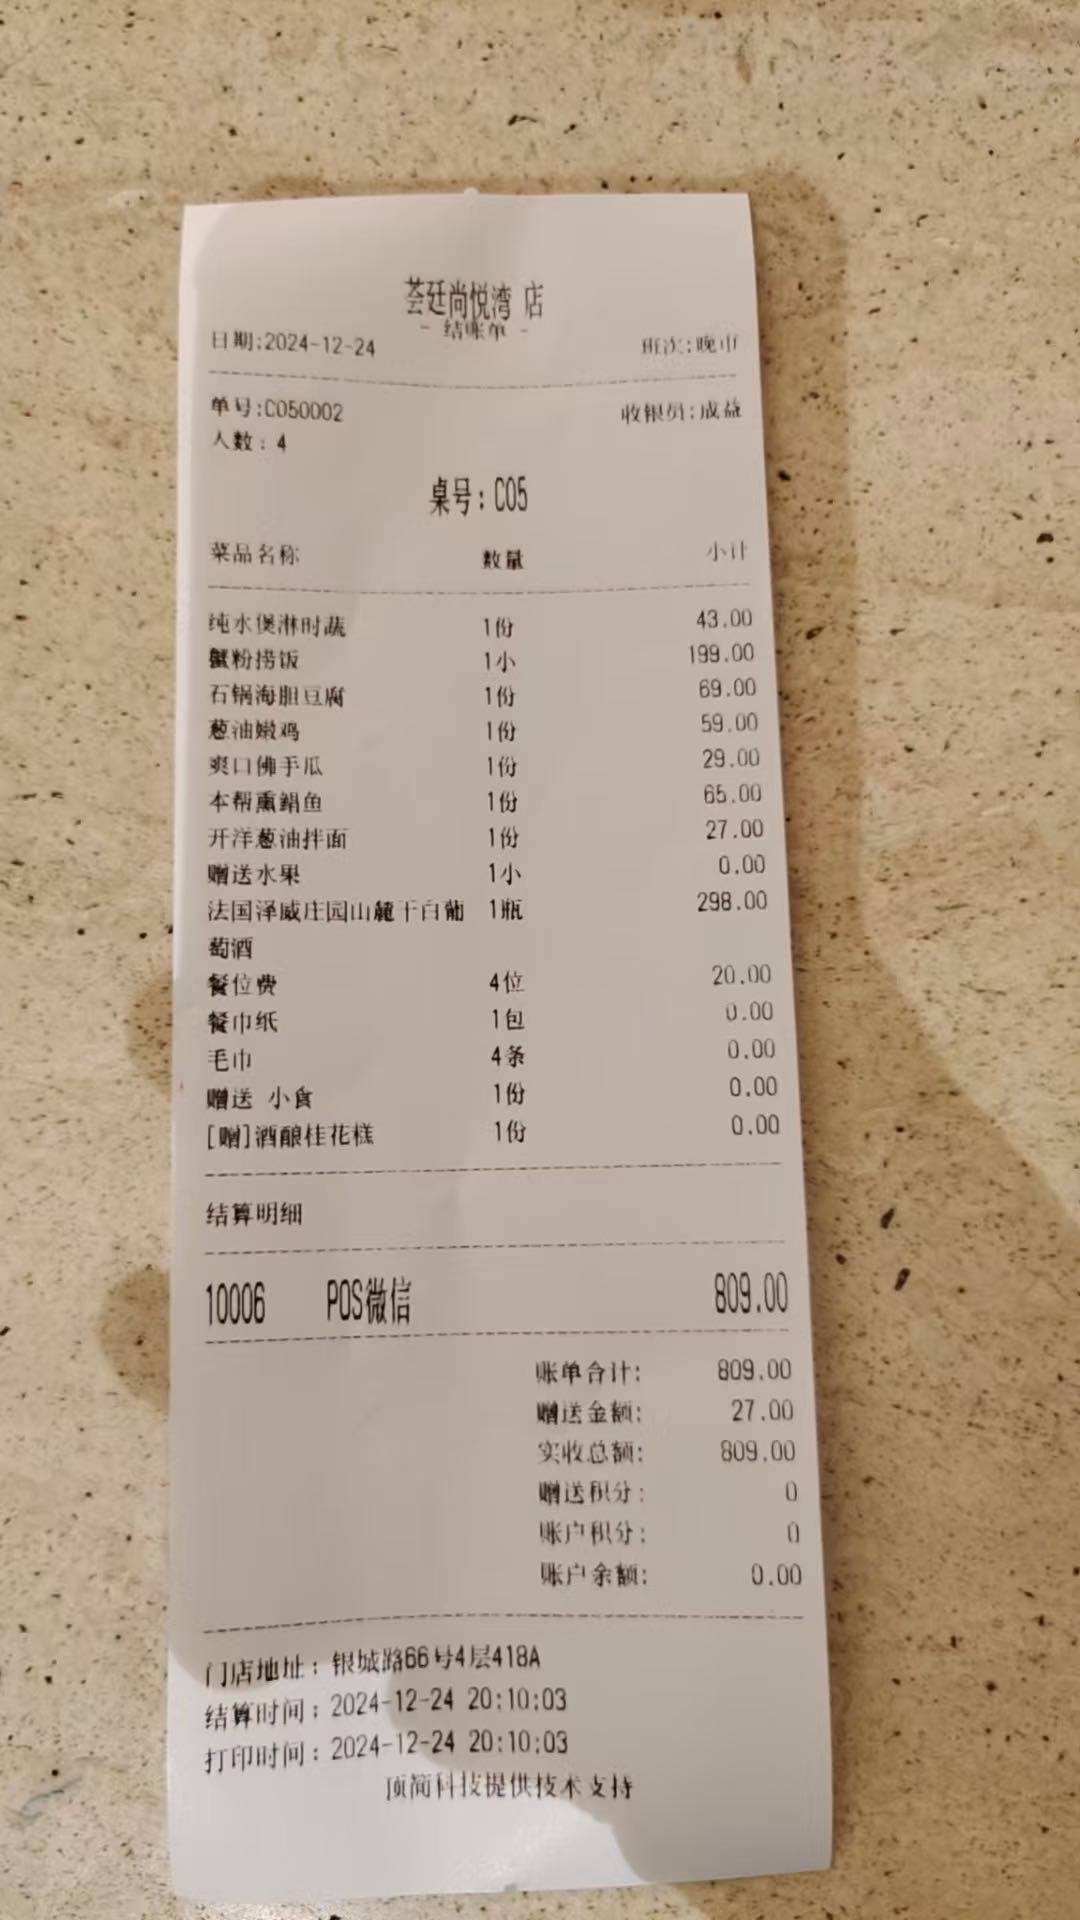 荟廷尚悦湾 店
- 结账单 -
日期:2024-12-24 班次:晚市
单号:C050002 收银员:成益
人数: 4
桌号:C05
菜品名称 数量 小计
纯水煲淋时蔬 1份 43.00
蟹粉捞饭 1小 199.00
石锅海胆豆腐 1份 69.00
葱油嫩鸡 1份 59.00
爽口佛手瓜 1份 29.00
本帮熏鲳鱼 1份 65.00
开洋葱油拌面 1份 27.00
赠送水果 1小 0.00
法国泽威庄园山麓干白葡 1瓶 298.00
萄酒
餐位费 4位 20.00
餐巾纸 1包 0.00
毛巾 4条 0.00
赠送 小食 1份 0.00
[赠]酒酿桂花糕 1份 0.00
结算明细
10006 POS微信 809.00
账单合计: 809.00
赠送金额: 27.00
实收总额: 809.00
赠送积分: 0
账户积分: 0
账户余额: 0.00
门店地址: 银城路66号4层418A
结算时间: 2024-12-24 20:10:03
打印时间: 2024-12-24 20:10:03
顶简科技提供技术支持